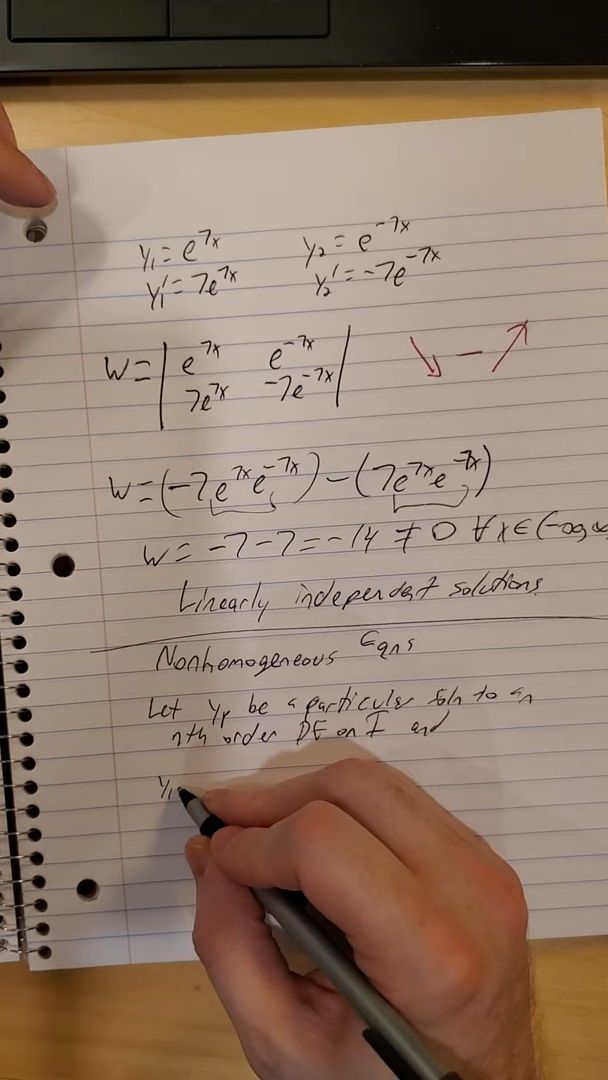 y₁ = e^{7x} y₂ = e^{-7x}
y₁' = 7e^{7x} y₂' = -7e^{-7x}
W = | e^{7x} e^{-7x} |
| 7e^{7x} -7e^{-7x} | ↘ − ↗
W = (-7e^{7x}e^{-7x}) - (7e^{7x}e^{-7x})
W = -7-7 = -14 ≠ 0 ∀x∈(-∞,∞
Linearly independent solutions
Nonhomogeneous Eqns
Let yₚ be a particular soln to an
nth order DE on I and
y₁